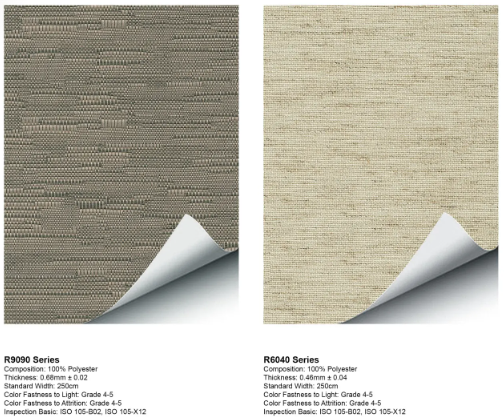 R9090 Series
Composition: 100% Polyester
Thickness: 0.68mm ± 0.02
Standard Width: 250cm
Color Fastness to Light: Grade 4-5
Color Fastness to Attrition: Grade 4-5
Inspection Basic: ISO 105-B02, ISO 105-X12
R6040 Series
Composition: 100% Polyester
Thickness: 0.46mm ± 0.04
Standard Width: 250cm
Color Fastness to Light: Grade 4-5
Color Fastness to Attrition: Grade 4-5
Inspection Basic: ISO 105-B02, ISO 105-X12